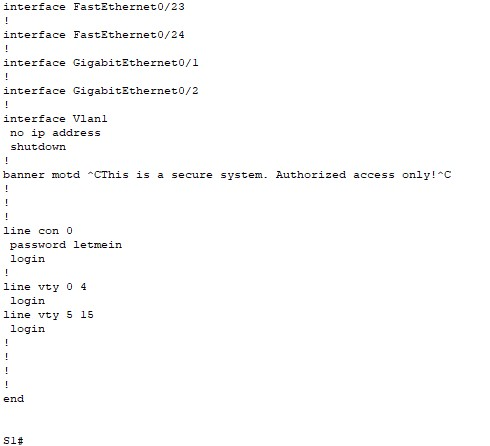 interface FastEthernet0/23
!
interface FastEthernet0/24
!
interface GigabitEthernet0/1
!
interface GigabitEthernet0/2
!
interface Vlan1
 no ip address
 shutdown
!
banner motd ^CThis is a secure system. Authorized access only!^C
!
!
!
line con 0
 password letmein
 login
!
line vty 0 4
 login
line vty 5 15
 login
!
!
!
!
end
S1#